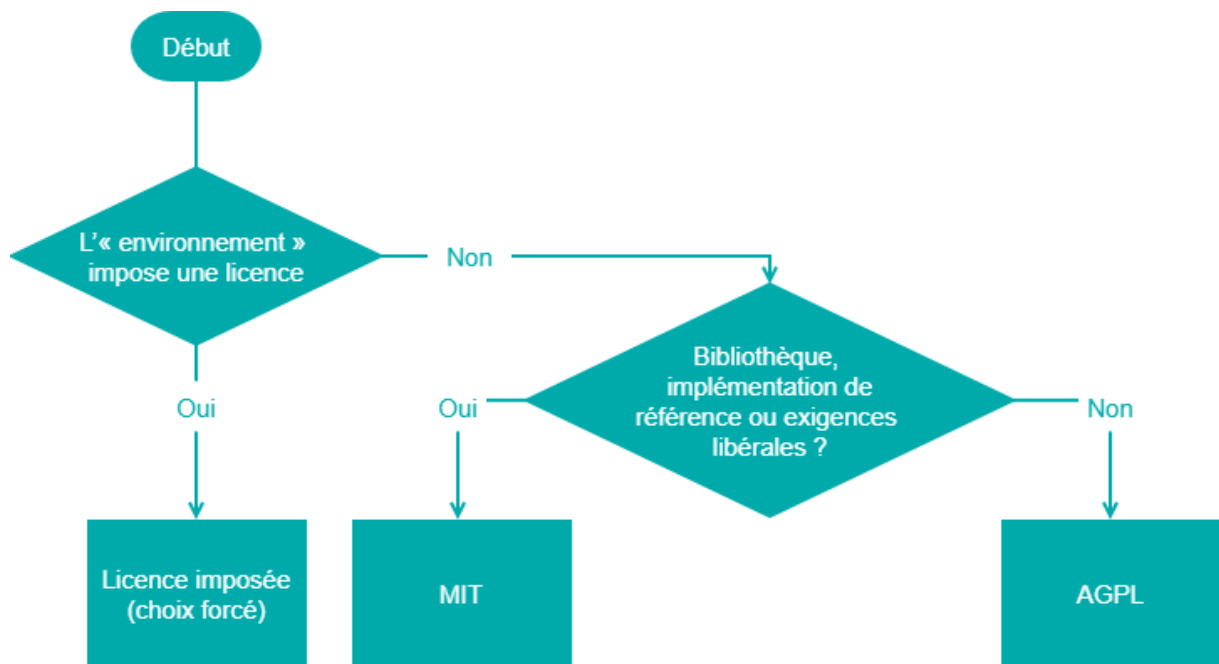 Début
L'« environnement »
impose une licence
Non
Bibliothèque,
implémentation de
référence ou exigences
libérales ?
Oui
Oui
Non
Licence imposée
(choix forcé)
MIT
AGPL